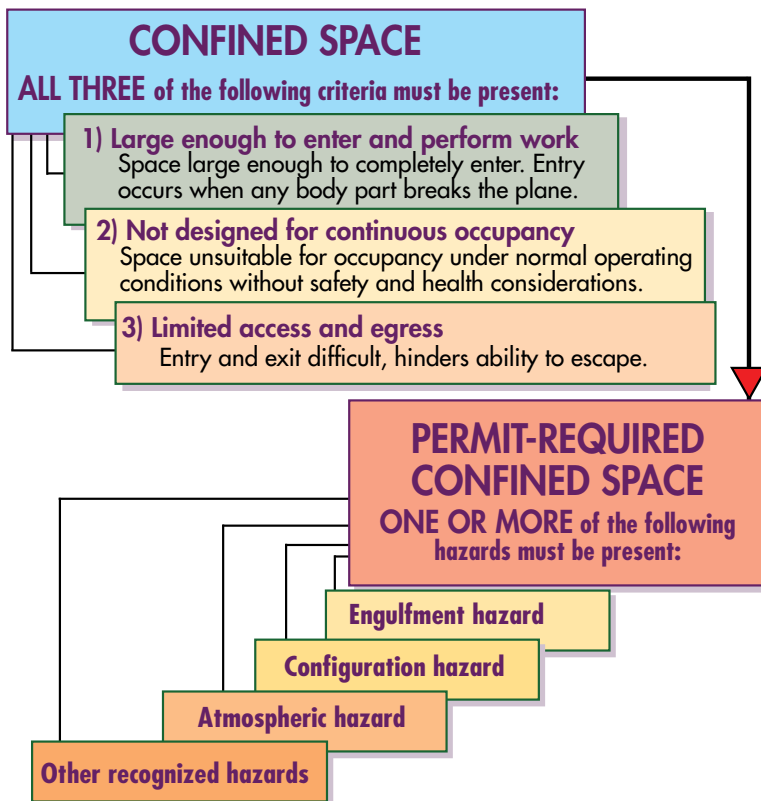 CONFINED SPACE
ALL THREE of the following criteria must be present:
1) Large enough to enter and perform work
Space large enough to completely enter. Entry
occurs when any body part breaks the plane.
2) Not designed for continuous occupancy
Space unsuitable for occupancy under normal operating
conditions without safety and health considerations.
3) Limited access and egress
Entry and exit difficult, hinders ability to escape.
PERMIT-REQUIRED
CONFINED SPACE
ONE OR MORE of the following
hazards must be present:
Engulfment hazard
Configuration hazard
Atmospheric hazard
Other recognized hazards